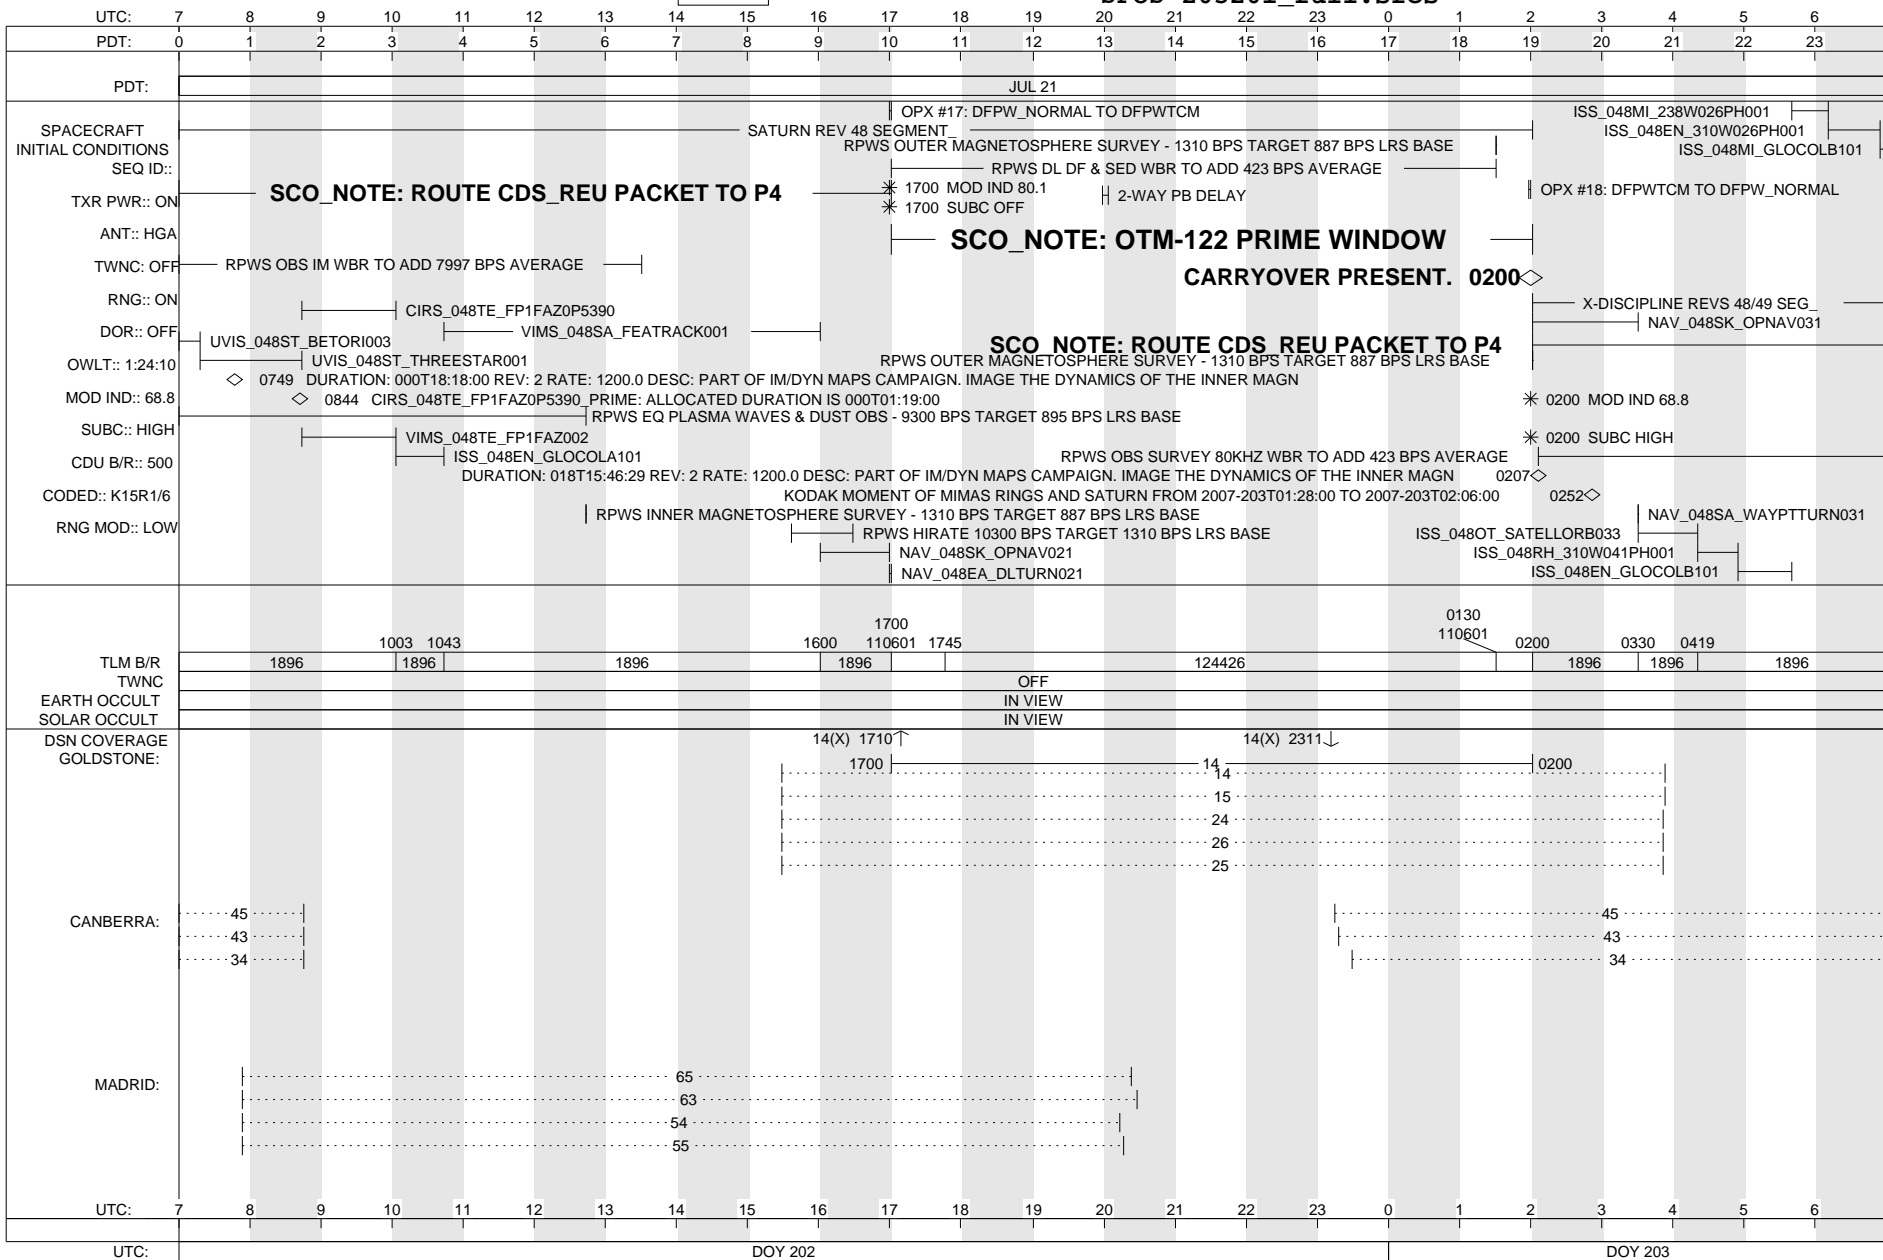 UTC: 7 8 9 10 11 12 13 14 15 16 17 18 19 20 21 22 23 0 1 2 3 4 5 6
PDT: 0 1 2 3 4 5 6 7 8 9 10 11 12 13 14 15 16 17 18 19 20 21 22 23
PDT: JUL 21
OPX #17: DFPW_NORMAL TO DFPWTCM ISS_048MI_238W026PH001
SPACECRAFT SATURN REV 48 SEGMENT_ ISS_048EN_310W026PH001
INITIAL CONDITIONS RPWS OUTER MAGNETOSPHERE SURVEY - 1310 BPS TARGET 887 BPS LRS BASE ISS_048MI_GLOCOLB101
SEQ ID:: RPWS DL DF & SED WBR TO ADD 423 BPS AVERAGE
SCO_NOTE: ROUTE CDS_REU PACKET TO P4 1700 MOD IND 80.1 2-WAY PB DELAY OPX #18: DFPWTCM TO DFPW_NORMAL
TXR PWR:: ON 1700 SUBC OFF
ANT:: HGA SCO_NOTE: OTM-122 PRIME WINDOW
TWNC: OFF RPWS OBS IM WBR TO ADD 7997 BPS AVERAGE
CARRYOVER PRESENT. 0200
RNG:: ON CIRS_048TE_FP1FAZ0P5390 X-DISCIPLINE REVS 48/49 SEG_
DOR:: OFF VIMS_048SA_FEATRACK001 NAV_048SK_OPNAV031
UVIS_048ST_BETORI003 SCO_NOTE: ROUTE CDS_REU PACKET TO P4
OWLT:: 1:24:10 UVIS_048ST_THREESTAR001 RPWS OUTER MAGNETOSPHERE SURVEY - 1310 BPS TARGET 887 BPS LRS BASE
0749 DURATION: 000T18:18:00 REV: 2 RATE: 1200.0 DESC: PART OF IM/DYN MAPS CAMPAIGN. IMAGE THE DYNAMICS OF THE INNER MAGN
MOD IND:: 68.8 0844 CIRS_048TE_FP1FAZ0P5390_PRIME: ALLOCATED DURATION IS 000T01:19:00 0200 MOD IND 68.8
RPWS EQ PLASMA WAVES & DUST OBS - 9300 BPS TARGET 895 BPS LRS BASE
SUBC:: HIGH VIMS_048TE_FP1FAZ002 0200 SUBC HIGH
CDU B/R:: 500 ISS_048EN_GLOCOLA101 RPWS OBS SURVEY 80KHZ WBR TO ADD 423 BPS AVERAGE
DURATION: 018T15:46:29 REV: 2 RATE: 1200.0 DESC: PART OF IM/DYN MAPS CAMPAIGN. IMAGE THE DYNAMICS OF THE INNER MAGN 0207
CODED:: K15R1/6 KODAK MOMENT OF MIMAS RINGS AND SATURN FROM 2007-203T01:28:00 TO 2007-203T02:06:00 0252
RPWS INNER MAGNETOSPHERE SURVEY - 1310 BPS TARGET 887 BPS LRS BASE NAV_048SA_WAYPTTURN031
RNG MOD:: LOW RPWS HIRATE 10300 BPS TARGET 1310 BPS LRS BASE ISS_048OT_SATELLORB033
NAV_048SK_OPNAV021 ISS_048RH_310W041PH001
NAV_048EA_DLTURN021 ISS_048EN_GLOCOLB101
1700 0130
1003 1043 1600 110601 1745 110601 0200 0330 0419
TLM B/R 1896 1896 1896 1896 124426 1896 1896 1896
TWNC OFF
EARTH OCCULT IN VIEW
SOLAR OCCULT IN VIEW
DSN COVERAGE 14(X) 1710 14(X) 2311
GOLDSTONE: 1700 14 0200
14
15
24
26
25
CANBERRA: 45 45
43 43
34 34
MADRID: 65
63
54
55
UTC: 7 8 9 10 11 12 13 14 15 16 17 18 19 20 21 22 23 0 1 2 3 4 5 6
UTC: DOY 202 DOY 203